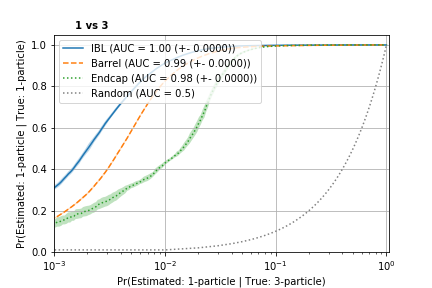 1 vs 3
IBL (AUC = 1.00 (+- 0.0000))
Barrel (AUC = 0.99 (+- 0.0000))
Endcap (AUC = 0.98 (+- 0.0000))
Random (AUC = 0.5)
1.0
0.8
0.6
0.4
0.2
0.0
Pr(Estimated: 1-particle | True: 1-particle)
10⁻³ 10⁻² 10⁻¹ 10⁰
Pr(Estimated: 1-particle | True: 3-particle)